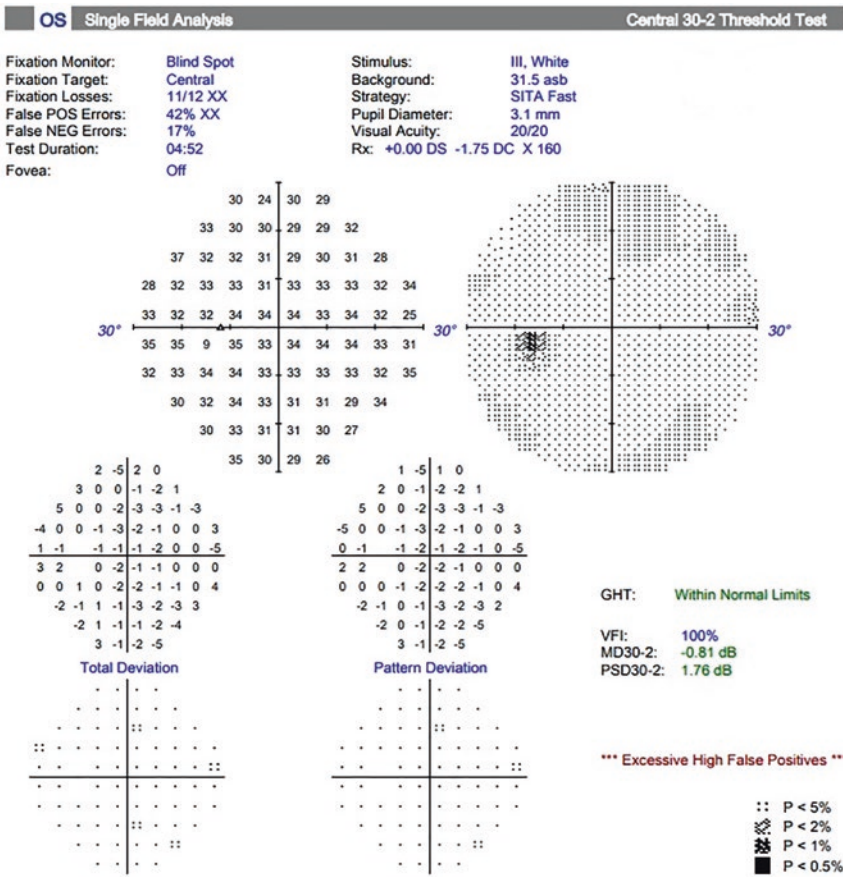 OS Single Field Analysis Central 30-2 Threshold Test
Fixation Monitor: Blind Spot Stimulus: III, White
Fixation Target: Central Background: 31.5 asb
Fixation Losses: 11/12 XX Strategy: SITA Fast
False POS Errors: 42% XX Pupil Diameter: 3.1 mm
False NEG Errors: 17% Visual Acuity: 20/20
Test Duration: 04:52 Rx: +0.00 DS -1.75 DC X 160
Fovea: Off
30 24 30 29
33 30 30 29 29 32
37 32 32 31 29 30 31 28
28 32 33 33 31 33 33 33 32 34
33 32 32 34 34 34 33 34 32 25
30° 30° 30°
35 35 9 35 33 34 34 34 33 31
32 33 34 34 33 33 33 33 32 35
30 32 34 33 31 31 29 34
30 33 31 31 30 27
35 30 29 26
2 -5 2 0 1 -5 1 0
3 0 0 -1 -2 1 2 0 -1 -2 -2 1
5 0 0 -2 -3 -3 -1 -3 5 0 0 -2 -3 -3 -1 -3
-4 0 0 -1 -3 -2 -1 0 0 3 -5 0 0 -1 -3 -2 -1 0 0 3
1 -1 -1 -1 -1 -2 0 0 -5 0 -1 -1 -2 -1 -2 -1 0 -5
3 2 0 -2 -1 -1 0 0 0 2 2 0 -2 -2 -1 -1 0 0
0 0 1 0 -2 -2 -1 -1 0 4 0 0 0 -1 -2 -2 -2 -1 0 4
-2 -1 1 -1 -3 -2 -3 3 -2 -1 0 -1 -3 -2 -3 2
-2 1 -1 -1 -2 -4 -2 0 -1 -2 -2 -5
3 -1 -2 -5 3 -1 -2 -5
GHT: Within Normal Limits
VFI: 100%
MD30-2: -0.81 dB
PSD30-2: 1.76 dB
Total Deviation Pattern Deviation
*** Excessive High False Positives **
P < 5%
P < 2%
P < 1%
P < 0.5%